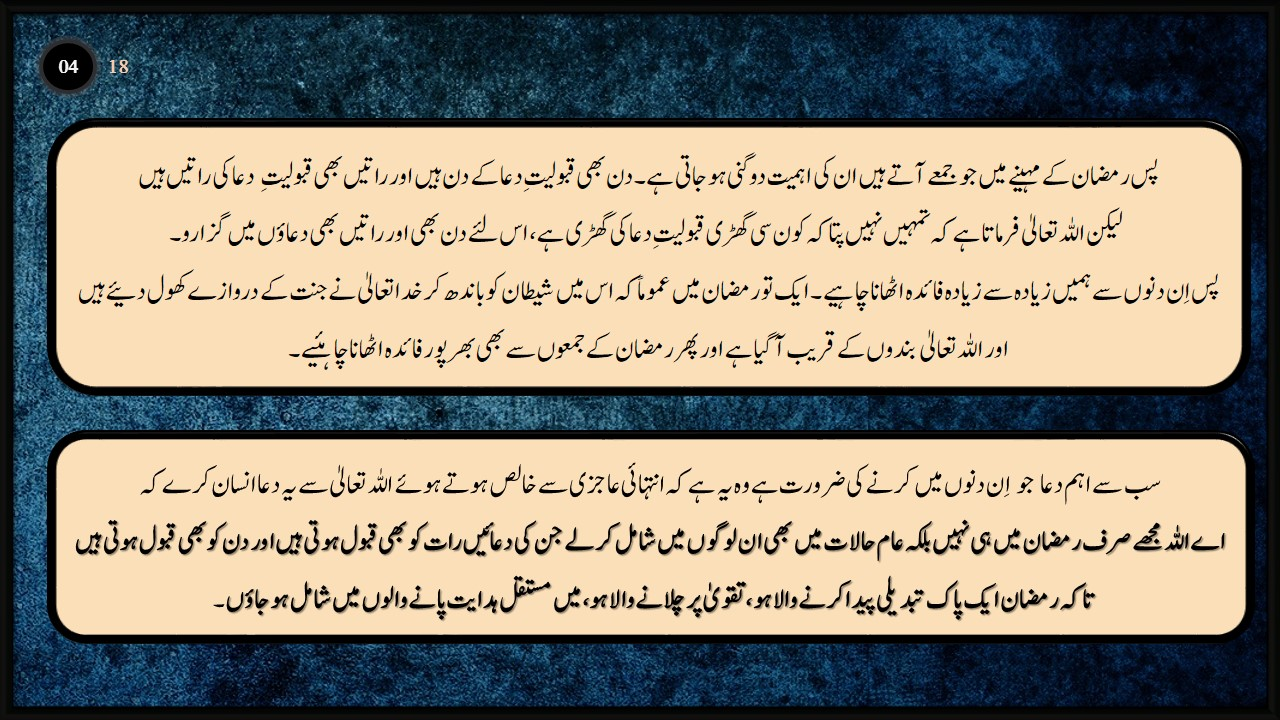 04 18
پس رمضان کے مہینے میں جو جمعے آتے ہیں ان کی اہمیت دوگنی ہو جاتی ہے۔ دن بھی قبولیتِ دعا کے دن ہیں اور راتیں بھی قبولیتِ دعا کی راتیں ہیں
لیکن اللہ تعالیٰ فرماتا ہے کہ تمہیں نہیں پتا کہ کون سی گھڑی قبولیتِ دعا کی گھڑی ہے، اس لئے دن بھی اور راتیں بھی دعاؤں میں گزارو۔
پس اِن دنوں سے ہمیں زیادہ سے زیادہ فائدہ اٹھانا چاہیے۔ ایک تو رمضان میں عموماً کہ اس میں شیطان کو باندھ کر خدا تعالیٰ نے جنت کے دروازے کھول دیئے ہیں
اور اللہ تعالیٰ بندوں کے قریب آ گیا ہے اور پھر رمضان کے جمعوں سے بھی بھرپور فائدہ اٹھانا چاہئیے۔
سب سے اہم دعا جو اِن دنوں میں کرنے کی ضرورت ہے وہ یہ ہے کہ انتہائی عاجزی سے خالص ہوتے ہوئے اللہ تعالیٰ سے یہ دعا انسان کرے کہ
اے اللہ مجھے صرف رمضان میں ہی نہیں بلکہ عام حالات میں بھی ان لوگوں میں شامل کرلے جن کی دعائیں رات کو بھی قبول ہوتی ہیں اور دن کو بھی قبول ہوتی ہیں
تا کہ رمضان ایک پاک تبدیلی پیدا کرنے والا ہو، تقویٰ پر چلانے والا ہو، میں مستقل ہدایت پانے والوں میں شامل ہو جاؤں۔